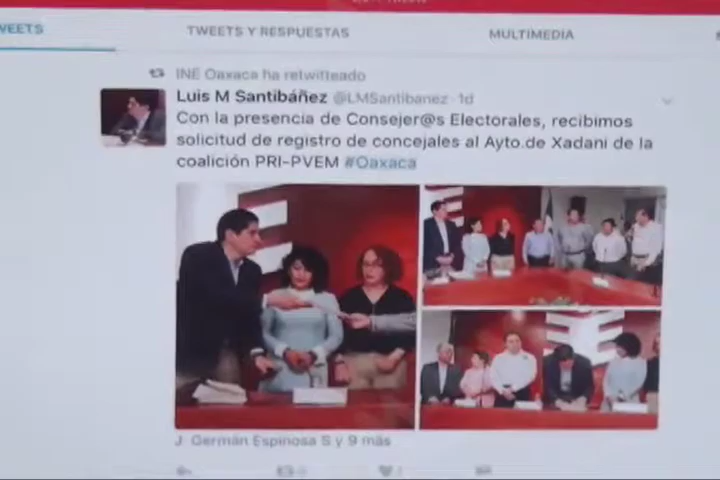 TWEETS
TWEETS Y RESPUESTAS
MULTIMEDIA
INE Oaxaca ha retwitteado
Luis M Santibáñez @LMSantibanez · 1d
Con la presencia de Consejer@s Electorales, recibimos
solicitud de registro de concejales al Ayto.de Xadani de la
coalición PRI-PVEM #Oaxaca
J. Germán Espinosa S y 9 más